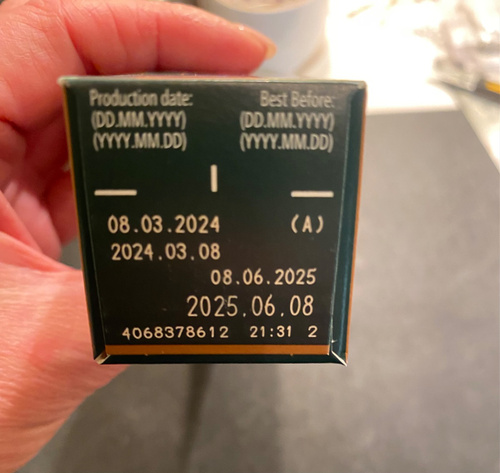 Production date: Best Before:
(DD.MM.YYYY) (DD.MM.YYYY)
(YYYY.MM.DD) (YYYY.MM.DD)
08.03.2024 (A)
2024.03.08
08.06.2025
2025.06.08
4068378612 21:31 2